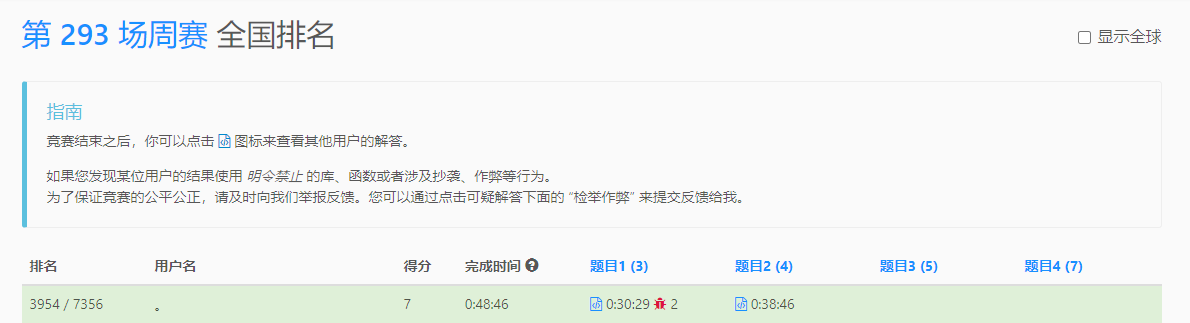 第 293 场周赛 全国排名
显示全球
指南
竞赛结束之后，你可以点击 图标来查看其他用户的解答。
如果您发现某位用户的结果使用 明令禁止 的库、函数或者涉及抄袭、作弊等行为。
为了保证竞赛的公平公正，请及时向我们举报反馈。您可以通过点击可疑解答下面的 “检举作弊” 来提交反馈给我。
排名 用户名 得分 完成时间 题目1 (3) 题目2 (4) 题目3 (5) 题目4 (7)
3954 / 7356 。 7 0:48:46 0:30:29 2 0:38:46